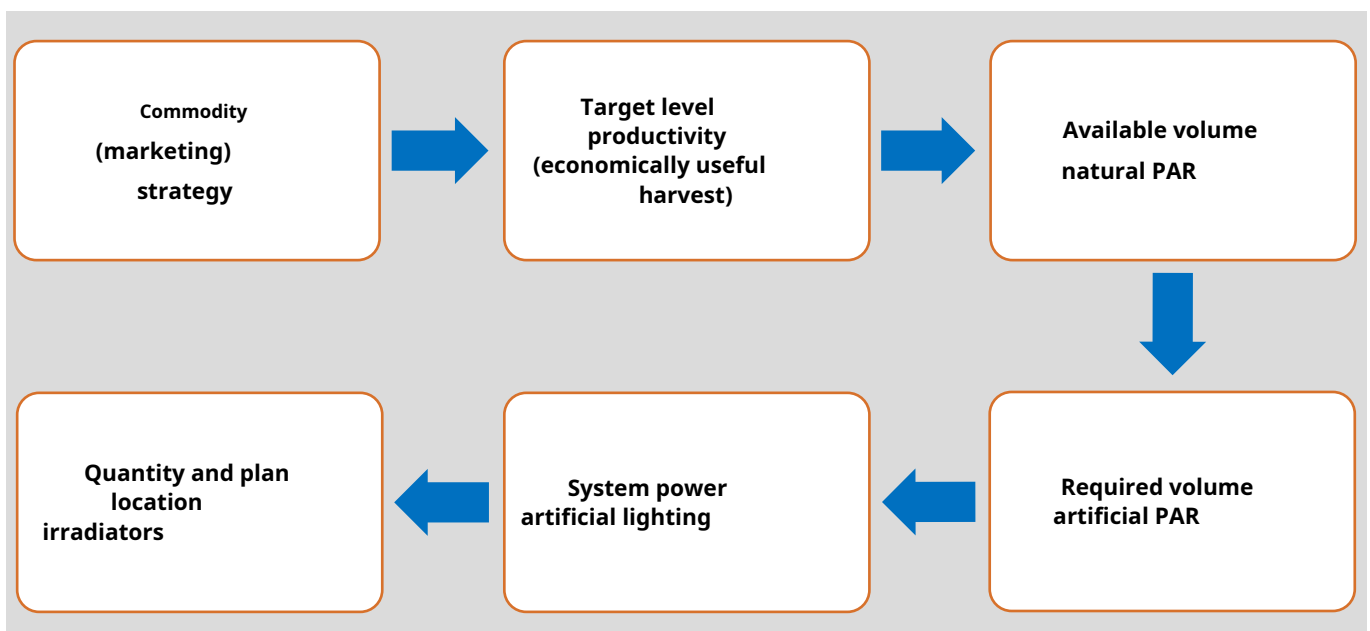 Commodity
(marketing)
strategy
Target level
productivity
(economically useful
harvest)
Available volume
natural PAR
Required volume
artificial PAR
System power
artificial lighting
Quantity and plan
location
irradiators